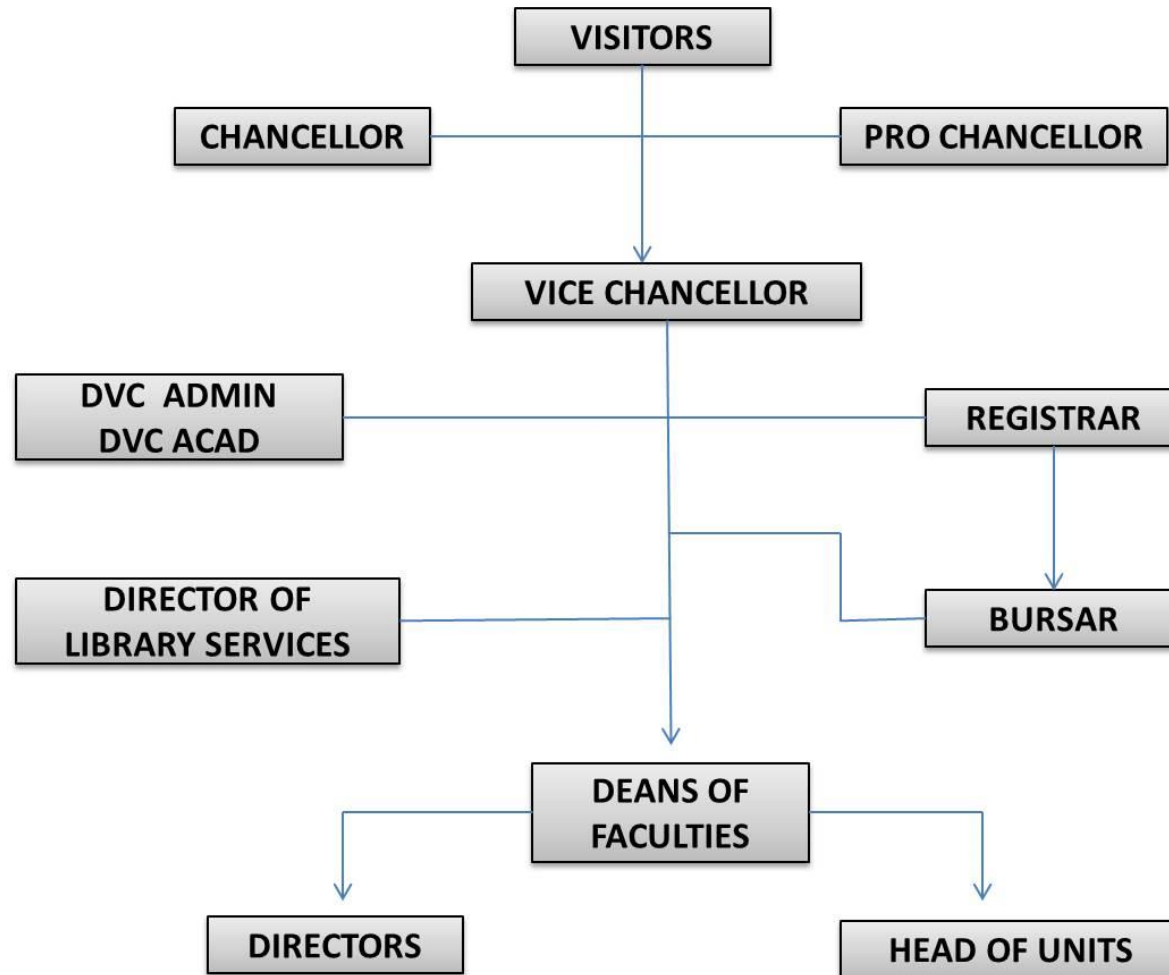 VISITORS
CHANCELLOR
PRO CHANCELLOR
VICE CHANCELLOR
DVC ADMIN
DVC ACAD
REGISTRAR
DIRECTOR OF
LIBRARY SERVICES
BURSAR
DEANS OF
FACULTIES
DIRECTORS
HEAD OF UNITS